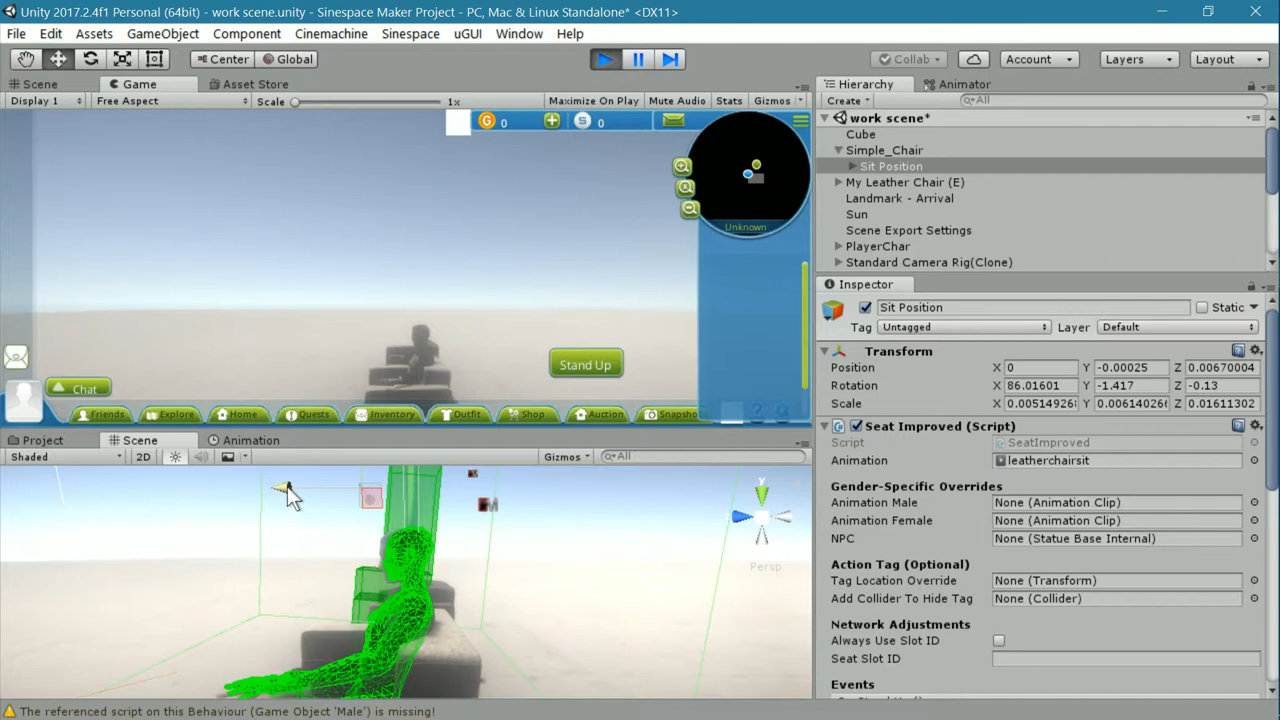 Unity 2017.2.4f1 Personal (64bit) - work scene.unity - Sinespace Maker Project - PC, Mac & Linux Standalone* <DX11>
File Edit Assets GameObject Component Cinemachine Sinespace uGUI Window Help
Center Global Collab Account Layers Layout
Scene Game Asset Store
Display 1 Free Aspect Scale 1x Maximize On Play Mute Audio Stats Gizmos
G 0 S 0
Unknown
Stand Up
Chat
Friends Explore Home Quests Inventory Outfit Shop Auction Snapsho
Project Scene Animation
Shaded 2D Gizmos All
y
Persp
Hierarchy Animator
Create All
work scene*
Cube
Simple_Chair
Sit Position
My Leather Chair (E)
Landmark - Arrival
Sun
Scene Export Settings
PlayerChar
Standard Camera Rig(Clone)
Inspector
Sit Position Static
Tag Untagged Layer Default
Transform
Position X 0 Y -0.00025 Z 0.00670004
Rotation X 86.01601 Y -1.417 Z -0.13
Scale X 0.0051492 Y 0.0061402 Z 0.01611302
Seat Improved (Script)
Script SeatImproved
Animation leatherchairsit
Gender-Specific Overrides
Animation Male None (Animation Clip)
Animation Female None (Animation Clip)
NPC None (Statue Base Internal)
Action Tag (Optional)
Tag Location Override None (Transform)
Add Collider To Hide Tag None (Collider)
Network Adjustments
Always Use Slot ID
Seat Slot ID
Events
The referenced script on this Behaviour (Game Object 'Male') is missing!